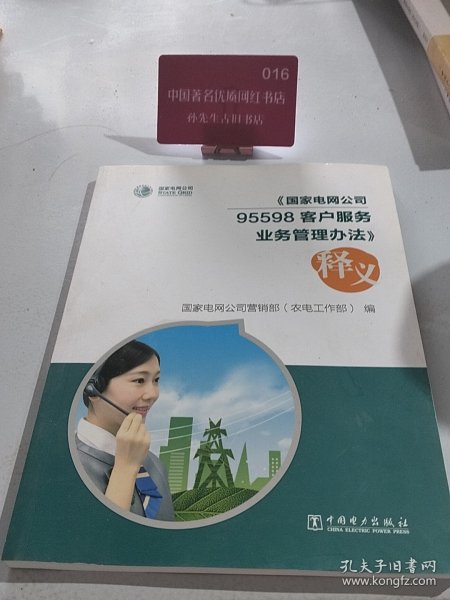 016
中国著名优质网红书店
孙先生古旧书店
国家电网公司
STATE GRID
《国家电网公司
95598 客户服务
业务管理办法》
释义
国家电网公司营销部（农电工作部） 编
中国电力出版社
CHINA ELECTRIC POWER PRESS
孔夫子旧书网
www.kongfz.com